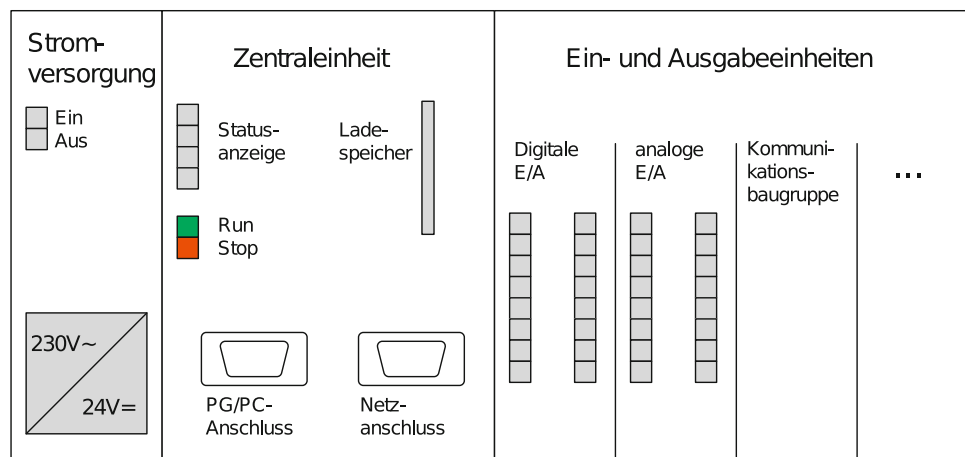 Strom-
versorgung
Ein
Aus
230V~
24V=
Zentraleinheit
Status-
anzeige
Lade-
speicher
Run
Stop
PG/PC-
Anschluss
Netz-
anschluss
Ein- und Ausgabeeinheiten
Digitale
E/A
analoge
E/A
Kommuni-
kations-
baugruppe
...